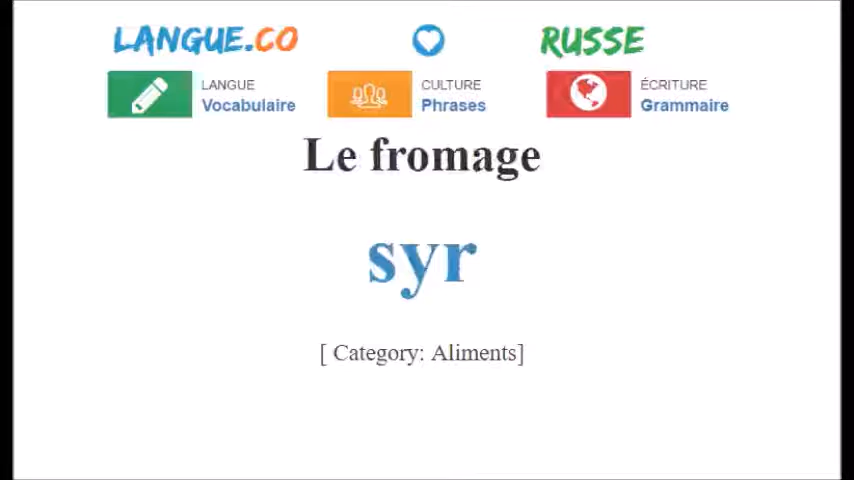 LANGUE.CO RUSSE
LANGUE
Vocabulaire
CULTURE
Phrases
ÉCRITURE
Grammaire
Le fromage
syr
[ Category: Aliments]